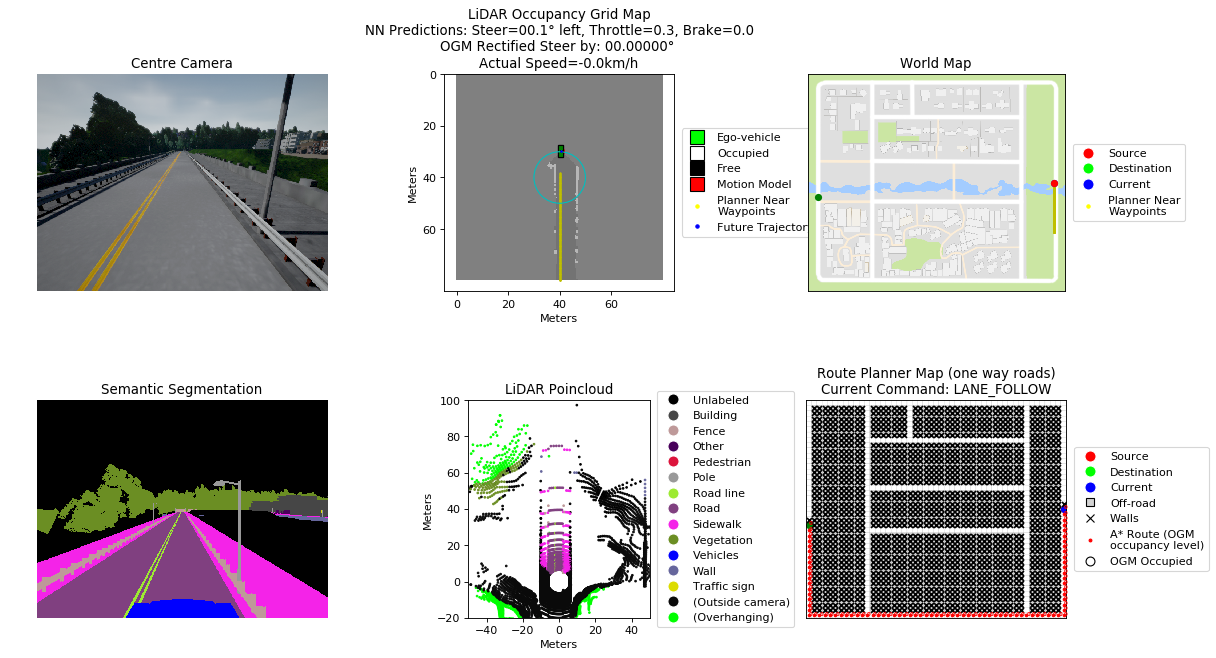 LiDAR Occupancy Grid Map
NN Predictions: Steer=00.1° left, Throttle=0.3, Brake=0.0
OGM Rectified Steer by: 00.00000°
Actual Speed=-0.0km/h
Centre Camera
World Map
0
20
40
60
Meters
0
20
40
60
Meters
Ego-vehicle
Occupied
Free
Motion Model
Planner Near
Waypoints
Future Trajector
Source
Destination
Current
Planner Near
Waypoints
Semantic Segmentation
LiDAR Poincloud
Route Planner Map (one way roads)
Current Command: LANE_FOLLOW
100
80
60
40
20
0
−20
Meters
−40
−20
0
20
40
Meters
Unlabeled
Building
Fence
Other
Pedestrian
Pole
Road line
Road
Sidewalk
Vegetation
Vehicles
Wall
Traffic sign
(Outside camera)
(Overhanging)
Source
Destination
Current
Off-road
Walls
A* Route (OGM
occupancy level)
OGM Occupied